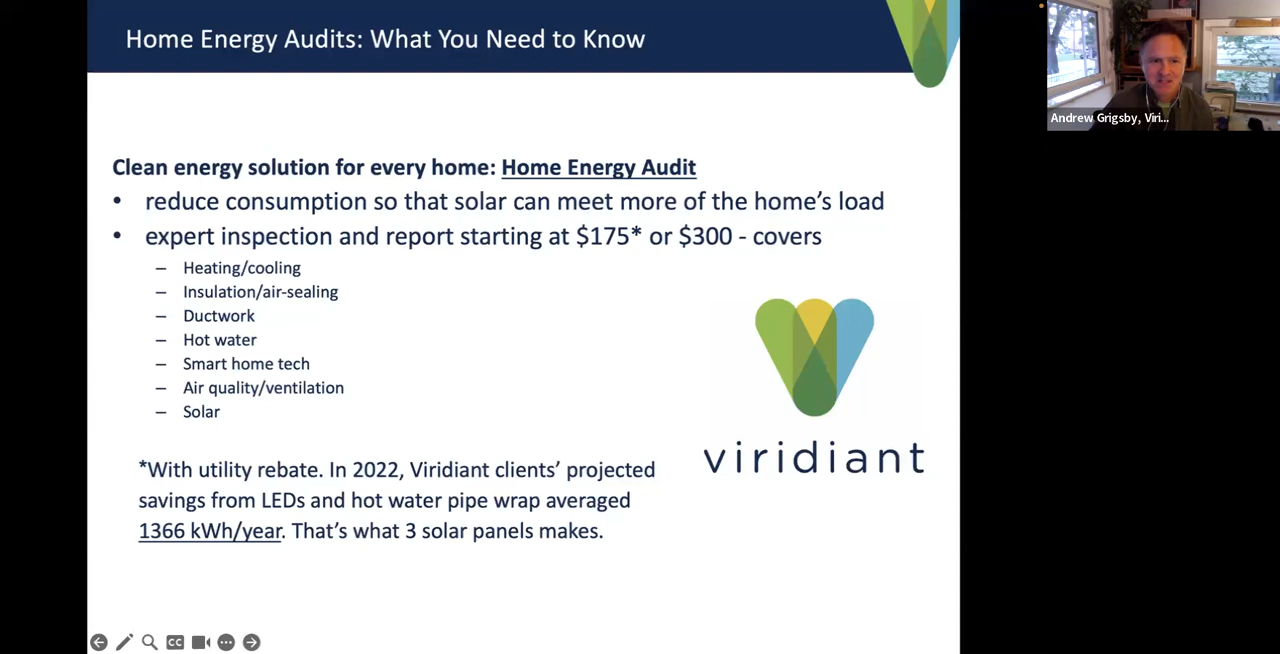 Home Energy Audits: What You Need to Know
Andrew Grigsby, Viri...
Clean energy solution for every home: Home Energy Audit
• reduce consumption so that solar can meet more of the home’s load
• expert inspection and report starting at $175* or $300 - covers
– Heating/cooling
– Insulation/air-sealing
– Ductwork
– Hot water
– Smart home tech
– Air quality/ventilation
– Solar
viridiant
*With utility rebate. In 2022, Viridiant clients’ projected
savings from LEDs and hot water pipe wrap averaged
1366 kWh/year. That’s what 3 solar panels makes.
CC